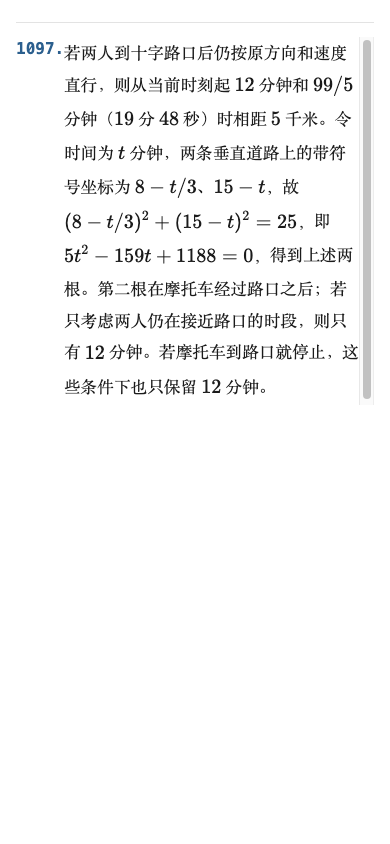 1097. 若两人到十字路口后仍按原方向和速度
直行，则从当前时刻起 12 分钟和 99/5
分钟（19 分 48 秒）时相距 5 千米。令
时间为 t 分钟，两条垂直道路上的带符
号坐标为 8 − t/3、15 − t，故
(8 − t/3)² + (15 − t)² = 25，即
5t² − 159t + 1188 = 0，得到上述两
根。第二根在摩托车经过路口之后；若
只考虑两人仍在接近路口的时段，则只
有 12 分钟。若摩托车到路口就停止，这
些条件下也只保留 12 分钟。